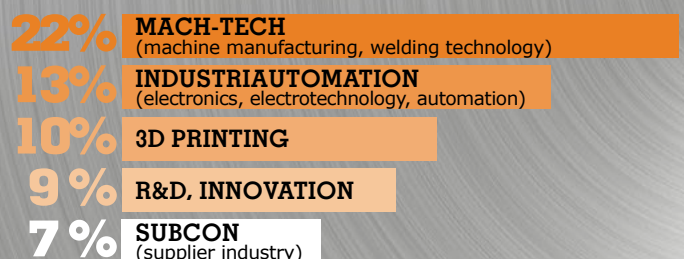 22% MACH-TECH
(machine manufacturing, welding technology)
13% INDUSTRIAUTOMATION
(electronics, electrotechnology, automation)
10% 3D PRINTING
9 % R&D, INNOVATION
7 % SUBCON
(supplier industry)